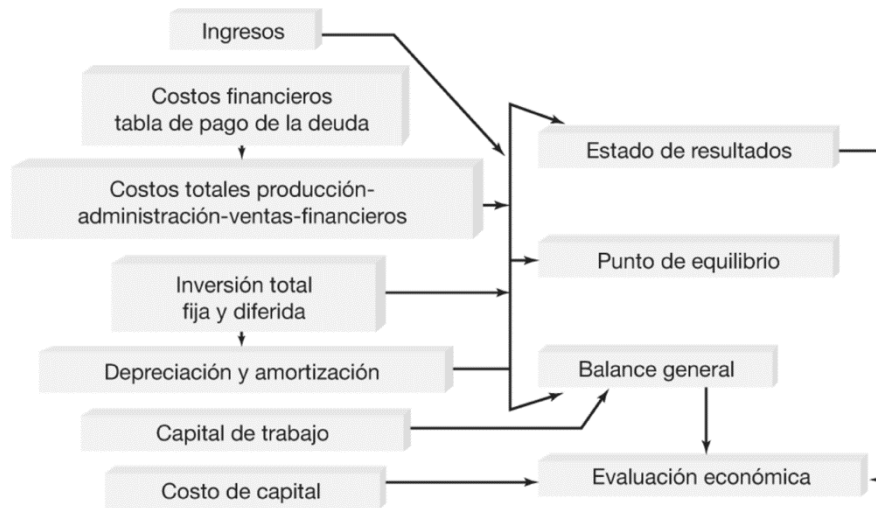 Ingresos
Costos financieros
tabla de pago de la deuda
Costos totales producción-
administración-ventas-financieros
Inversión total
fija y diferida
Depreciación y amortización
Capital de trabajo
Costo de capital
Estado de resultados
Punto de equilibrio
Balance general
Evaluación económica